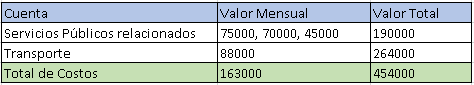 Cuenta Valor Mensual Valor Total
Servicios Públicos relacionados 75000, 70000, 45000 190000
Transporte 88000 264000
Total de Costos 163000 454000